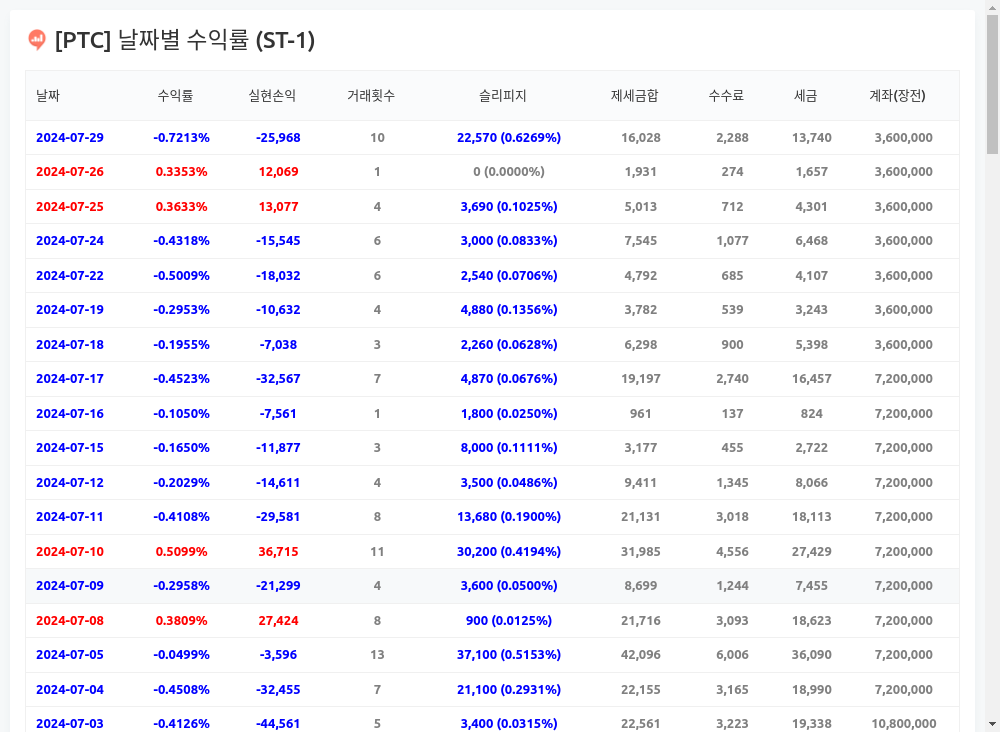 [PTC] 날짜별 수익률 (ST-1)
날짜 수익률 실현손익 거래횟수 슬리피지 제세금합 수수료 세금 계좌(장전)
2024-07-29 -0.7213% -25,968 10 22,570 (0.6269%) 16,028 2,288 13,740 3,600,000
2024-07-26 0.3353% 12,069 1 0 (0.0000%) 1,931 274 1,657 3,600,000
2024-07-25 0.3633% 13,077 4 3,690 (0.1025%) 5,013 712 4,301 3,600,000
2024-07-24 -0.4318% -15,545 6 3,000 (0.0833%) 7,545 1,077 6,468 3,600,000
2024-07-22 -0.5009% -18,032 6 2,540 (0.0706%) 4,792 685 4,107 3,600,000
2024-07-19 -0.2953% -10,632 4 4,880 (0.1356%) 3,782 539 3,243 3,600,000
2024-07-18 -0.1955% -7,038 3 2,260 (0.0628%) 6,298 900 5,398 3,600,000
2024-07-17 -0.4523% -32,567 7 4,870 (0.0676%) 19,197 2,740 16,457 7,200,000
2024-07-16 -0.1050% -7,561 1 1,800 (0.0250%) 961 137 824 7,200,000
2024-07-15 -0.1650% -11,877 3 8,000 (0.1111%) 3,177 455 2,722 7,200,000
2024-07-12 -0.2029% -14,611 4 3,500 (0.0486%) 9,411 1,345 8,066 7,200,000
2024-07-11 -0.4108% -29,581 8 13,680 (0.1900%) 21,131 3,018 18,113 7,200,000
2024-07-10 0.5099% 36,715 11 30,200 (0.4194%) 31,985 4,556 27,429 7,200,000
2024-07-09 -0.2958% -21,299 4 3,600 (0.0500%) 8,699 1,244 7,455 7,200,000
2024-07-08 0.3809% 27,424 8 900 (0.0125%) 21,716 3,093 18,623 7,200,000
2024-07-05 -0.0499% -3,596 13 37,100 (0.5153%) 42,096 6,006 36,090 7,200,000
2024-07-04 -0.4508% -32,455 7 21,100 (0.2931%) 22,155 3,165 18,990 7,200,000
2024-07-03 -0.4126% -44,561 5 3,400 (0.0315%) 22,561 3,223 19,338 10,800,000